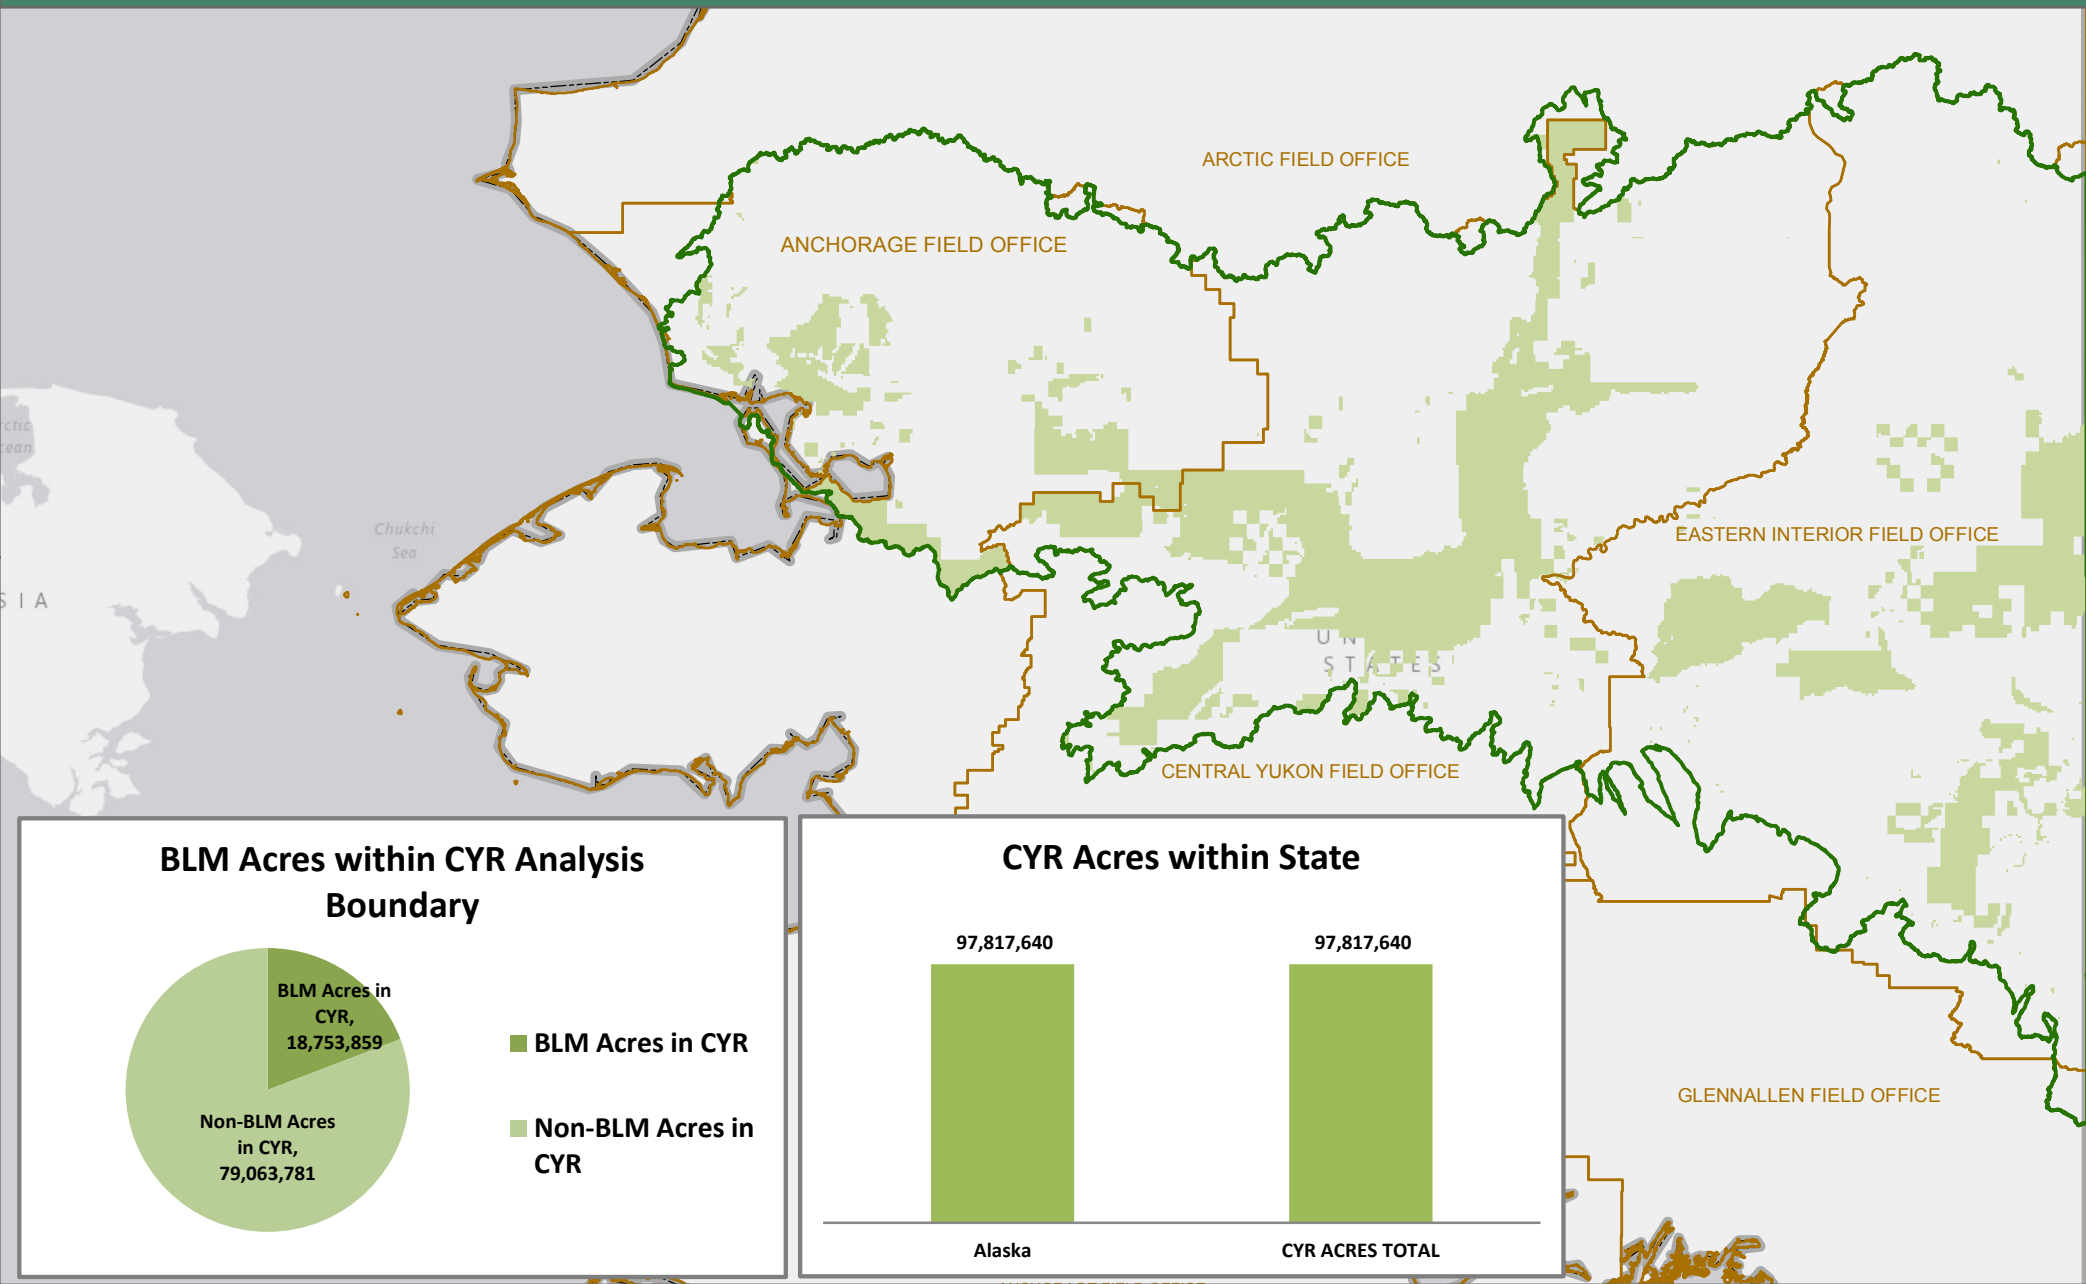 ARCTIC FIELD OFFICE
ANCHORAGE FIELD OFFICE
Chukchi
Sea
EASTERN INTERIOR FIELD OFFICE
S I A
STATES
CENTRAL YUKON FIELD OFFICE
BLM Acres within CYR Analysis
Boundary
BLM Acres in
CYR,
18,753,859
Non-BLM Acres
in CYR,
79,063,781
BLM Acres in CYR
Non-BLM Acres in
CYR
CYR Acres within State
97,817,640
97,817,640
Alaska
CYR ACRES TOTAL
GLENNALLEN FIELD OFFICE